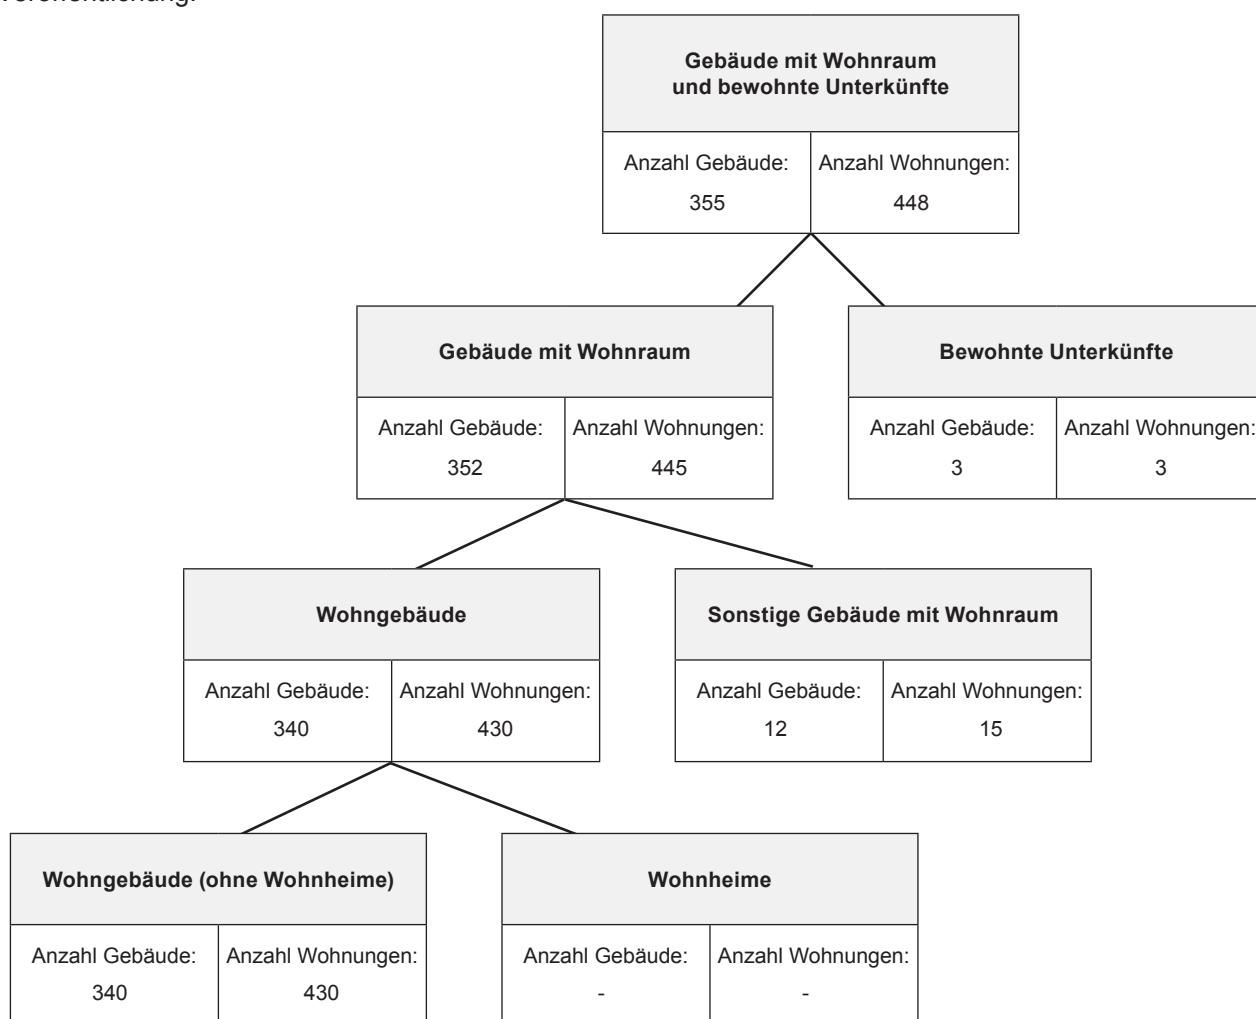 Veröffentlichung.
Gebäude mit Wohnraum
und bewohnte Unterkünfte
Anzahl Gebäude: Anzahl Wohnungen:
355 448
Gebäude mit Wohnraum
Anzahl Gebäude: Anzahl Wohnungen:
352 445
Bewohnte Unterkünfte
Anzahl Gebäude: Anzahl Wohnungen:
3 3
Wohngebäude
Anzahl Gebäude: Anzahl Wohnungen:
340 430
Sonstige Gebäude mit Wohnraum
Anzahl Gebäude: Anzahl Wohnungen:
12 15
Wohngebäude (ohne Wohnheime)
Anzahl Gebäude: Anzahl Wohnungen:
340 430
Wohnheime
Anzahl Gebäude: Anzahl Wohnungen:
- -